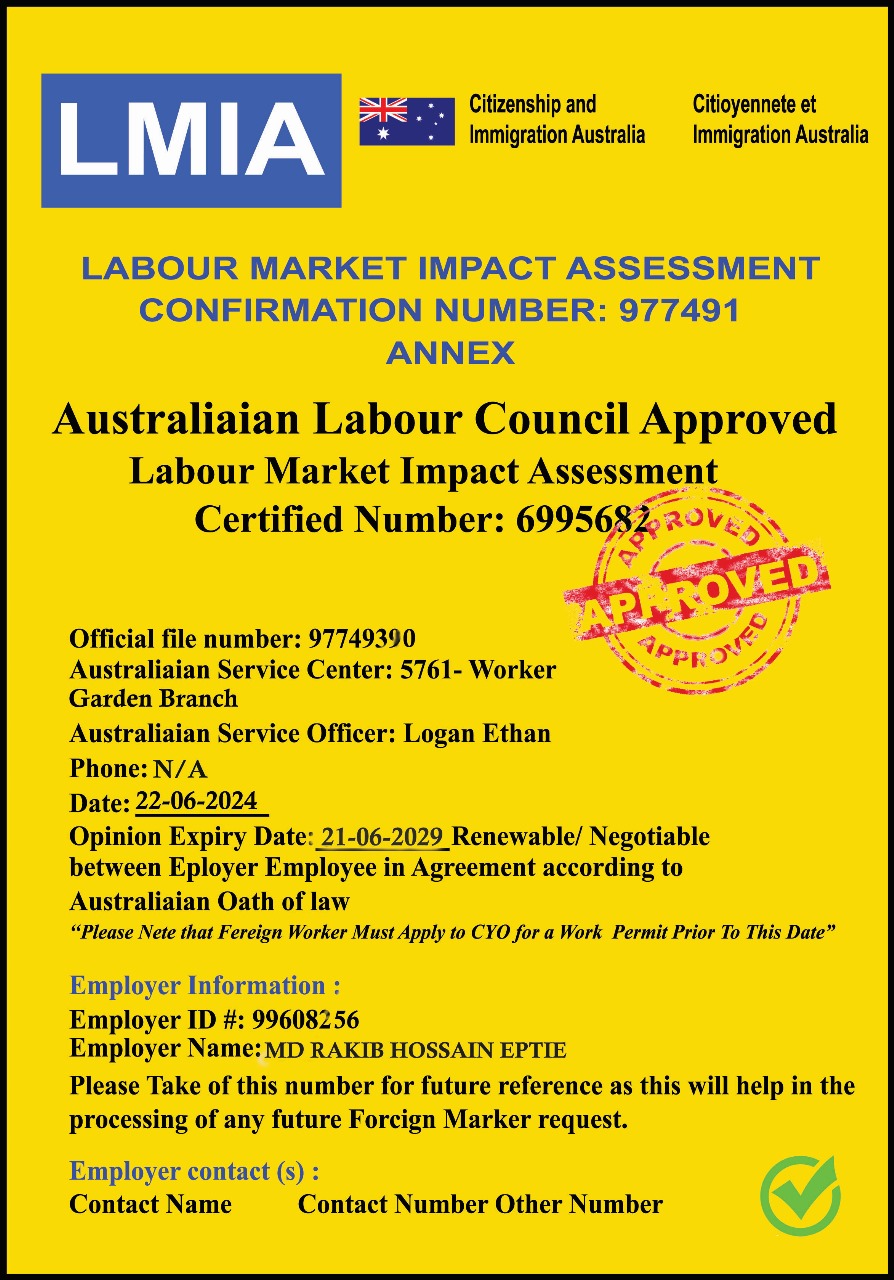 LMIA
Citizenship and
Immigration Australia
Citioyennete et
Immigration Australia
LABOUR MARKET IMPACT ASSESSMENT
CONFIRMATION NUMBER: 977491
ANNEX
Australiaian Labour Council Approved
Labour Market Impact Assessment
Certified Number: 6995682
APPROVED
APPROVED
APPROVED
Official file number: 97749390
Australiaian Service Center: 5761- Worker
Garden Branch
Australiaian Service Officer: Logan Ethan
Phone: N/A
Date: 22-06-2024
Opinion Expiry Date: 21-06-2029 Renewable/ Negotiable
between Eployer Employee in Agreement according to
Australiaian Oath of law
“Please Nete that Fereign Worker Must Apply to CYO for a Work Permit Prior To This Date”
Employer Information :
Employer ID #: 99608256
Employer Name: MD RAKIB HOSSAIN EPTIE
Please Take of this number for future reference as this will help in the
processing of any future Forcign Marker request.
Employer contact (s) :
Contact Name Contact Number Other Number